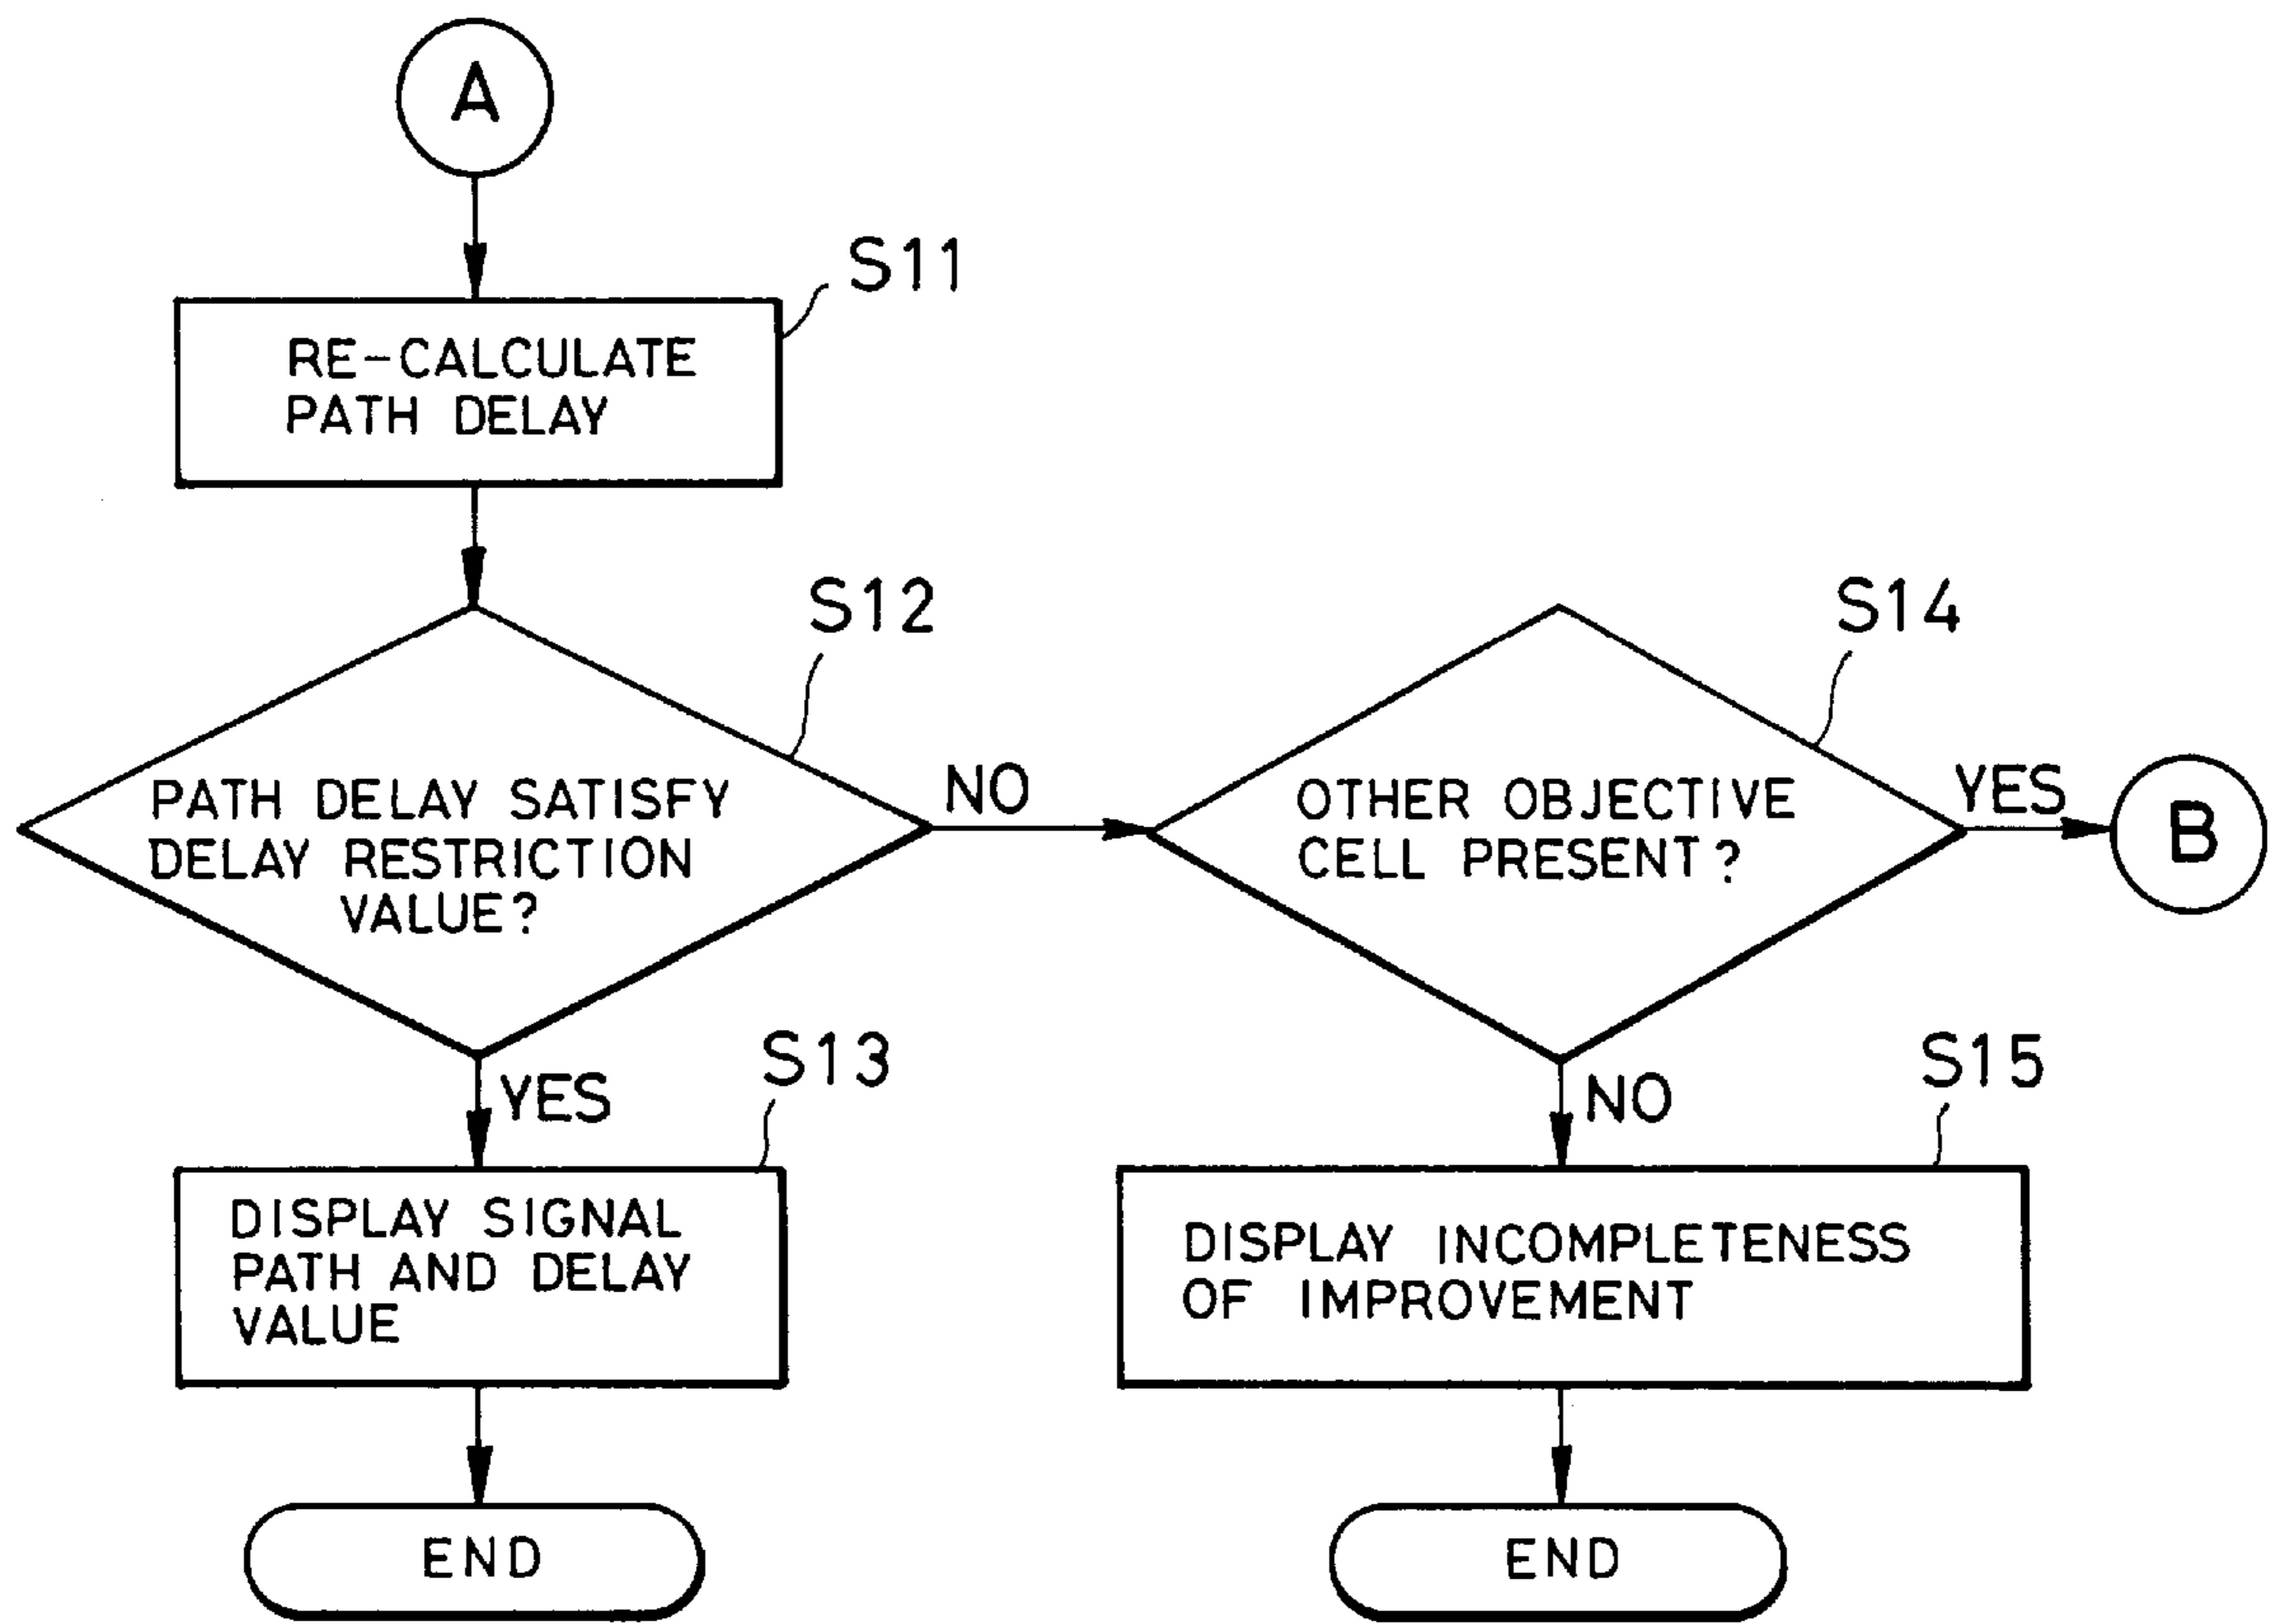 A
S11
RE-CALCULATE
PATH DELAY
S12
PATH DELAY SATISFY
DELAY RESTRICTION
VALUE?
NO
S14
OTHER OBJECTIVE
CELL PRESENT?
YES
B
YES
S13
DISPLAY SIGNAL
PATH AND DELAY
VALUE
END
NO
S15
DISPLAY INCOMPLETENESS
OF IMPROVEMENT
END